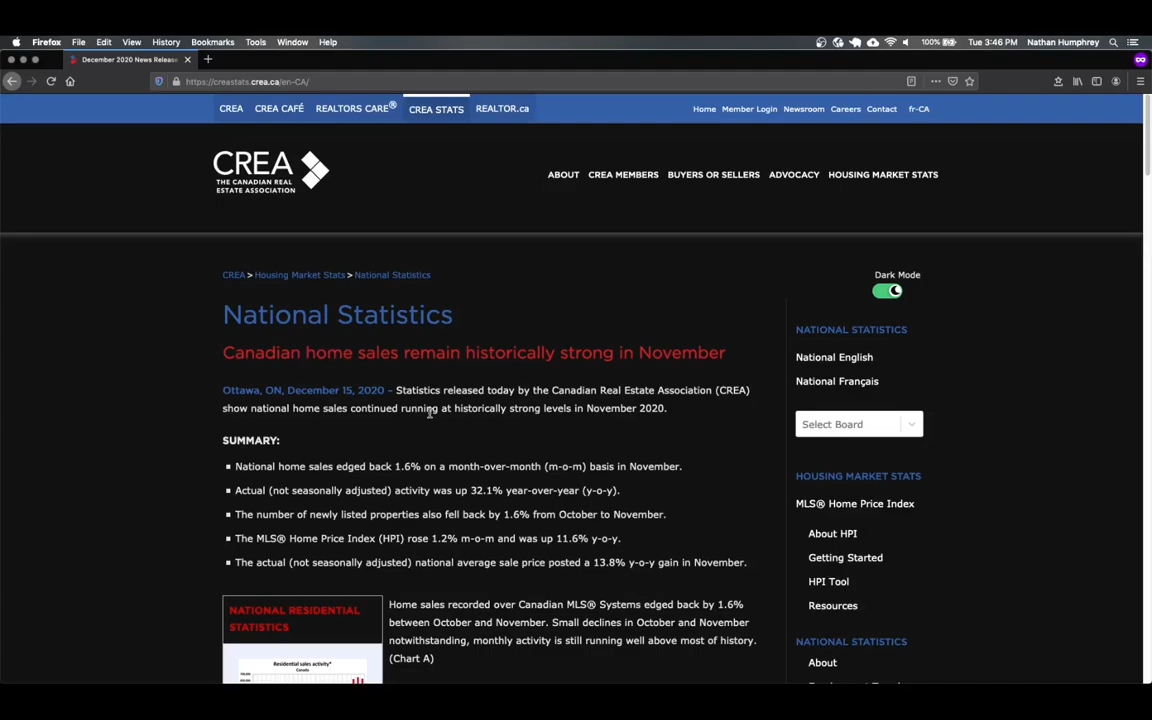 Firefox File Edit View History Bookmarks Tools Window Help 100% Tue 3:46 PM Nathan Humphrey
December 2020 News Release
https://creastats.crea.ca/en-CA/
CREA CREA CAFÉ REALTORS CARE® CREA STATS REALTOR.ca Home Member Login Newsroom Careers Contact fr-CA
CREA
THE CANADIAN REAL
ESTATE ASSOCIATION
ABOUT CREA MEMBERS BUYERS OR SELLERS ADVOCACY HOUSING MARKET STATS
CREA > Housing Market Stats > National Statistics
Dark Mode
National Statistics
Canadian home sales remain historically strong in November
Ottawa, ON, December 15, 2020 – Statistics released today by the Canadian Real Estate Association (CREA)
show national home sales continued running at historically strong levels in November 2020.
SUMMARY:
▪ National home sales edged back 1.6% on a month-over-month (m-o-m) basis in November.
▪ Actual (not seasonally adjusted) activity was up 32.1% year-over-year (y-o-y).
▪ The number of newly listed properties also fell back by 1.6% from October to November.
▪ The MLS® Home Price Index (HPI) rose 1.2% m-o-m and was up 11.6% y-o-y.
▪ The actual (not seasonally adjusted) national average sale price posted a 13.8% y-o-y gain in November.
NATIONAL RESIDENTIAL
STATISTICS
Residential sales activity*
Canada
Home sales recorded over Canadian MLS® Systems edged back by 1.6%
between October and November. Small declines in October and November
notwithstanding, monthly activity is still running well above most of history.
(Chart A)
NATIONAL STATISTICS
National English
National Français
Select Board
HOUSING MARKET STATS
MLS® Home Price Index
About HPI
Getting Started
HPI Tool
Resources
NATIONAL STATISTICS
About